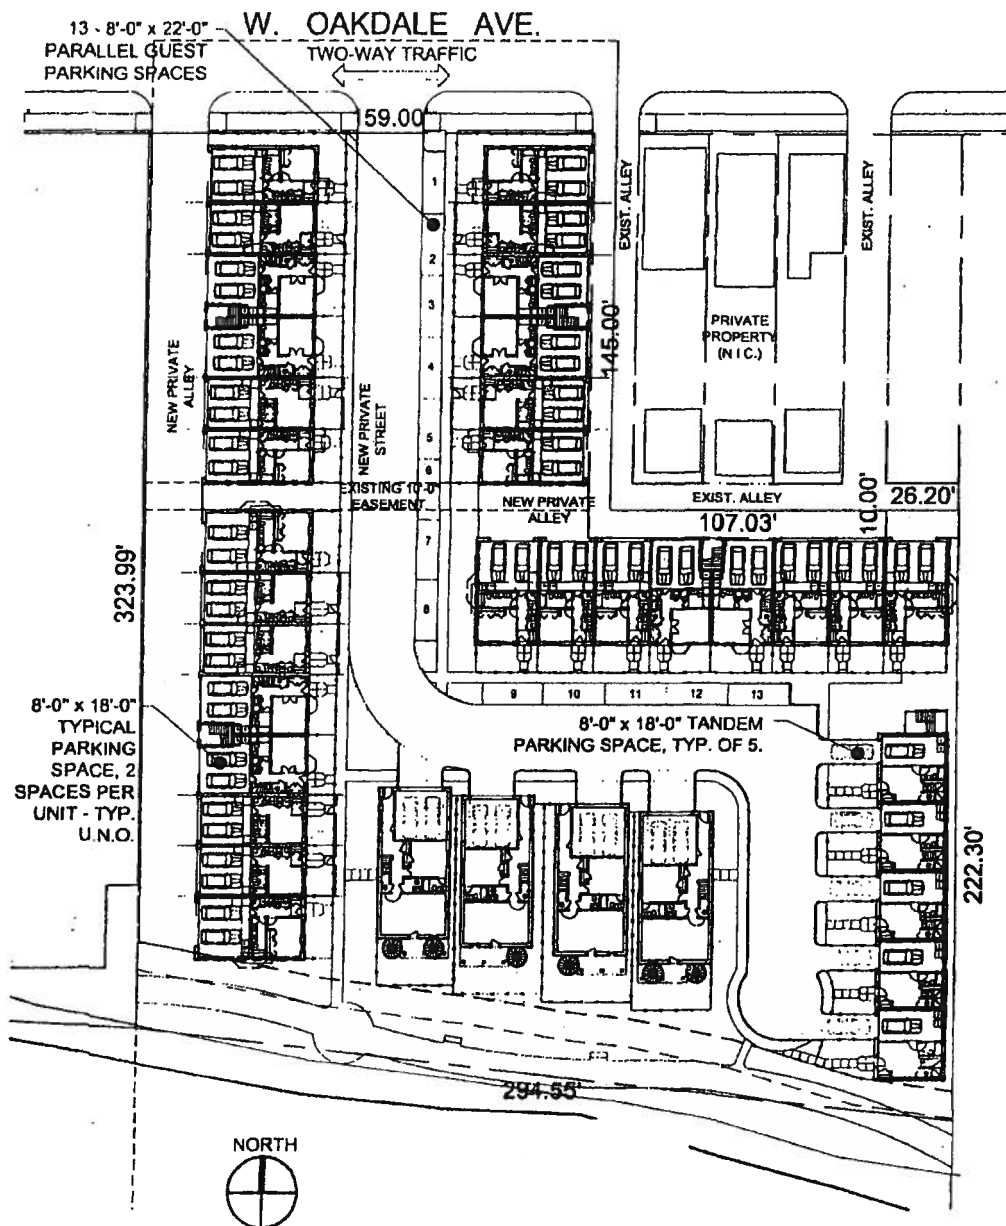 W. OAKDALE AVE.
13 - 8'-0" x 22'-0"
PARALLEL GUEST
PARKING SPACES
TWO-WAY TRAFFIC
59.00'
1
2
3
4
5
6
7
8
9
10
11
12
13
EXIST. ALLEY
EXIST. ALLEY
PRIVATE
PROPERTY
(N I C.)
145.00'
NEW PRIVATE
ALLEY
NEW PRIVATE
STREET
EXISTING 10'-0"
EASEMENT
NEW PRIVATE
ALLEY
EXIST. ALLEY
107.03'
10.00'
26.20'
323.99'
8'-0" x 18'-0"
TYPICAL
PARKING
SPACE, 2
SPACES PER
UNIT - TYP.
U.N.O.
8'-0" x 18'-0" TANDEM
PARKING SPACE, TYP. OF 5.
222.30'
294.55'
NORTH